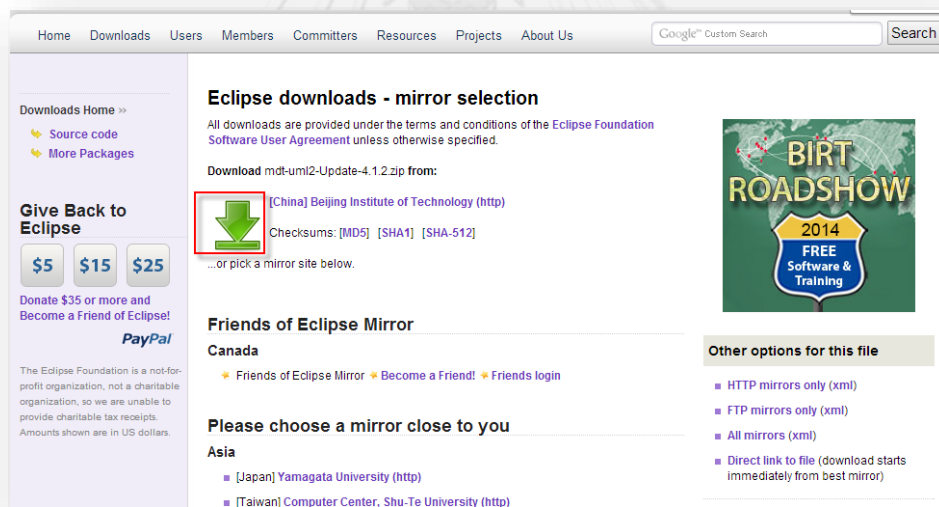 Home Downloads Users Members Committers Resources Projects About Us
Google™ Custom Search
Search
Downloads Home »
Source code
More Packages
Give Back to
Eclipse
$5 $15 $25
Donate $35 or more and
Become a Friend of Eclipse!
PayPal
The Eclipse Foundation is a not-for-
profit organization, not a charitable
organization, so we are unable to
provide charitable tax receipts.
Amounts shown are in US dollars.
Eclipse downloads - mirror selection
All downloads are provided under the terms and conditions of the Eclipse Foundation
Software User Agreement unless otherwise specified.
Download mdt-uml2-Update-4.1.2.zip from:
[China] Beijing Institute of Technology (http)
Checksums: [MD5] [SHA1] [SHA-512]
...or pick a mirror site below.
Friends of Eclipse Mirror
Canada
Friends of Eclipse Mirror Become a Friend! Friends login
Please choose a mirror close to you
Asia
[Japan] Yamagata University (http)
[Taiwan] Computer Center, Shu-Te University (http)
BIRT
ROADSHOW
2014
FREE
Software &
Training
Other options for this file
HTTP mirrors only (xml)
FTP mirrors only (xml)
All mirrors (xml)
Direct link to file (download starts
immediately from best mirror)